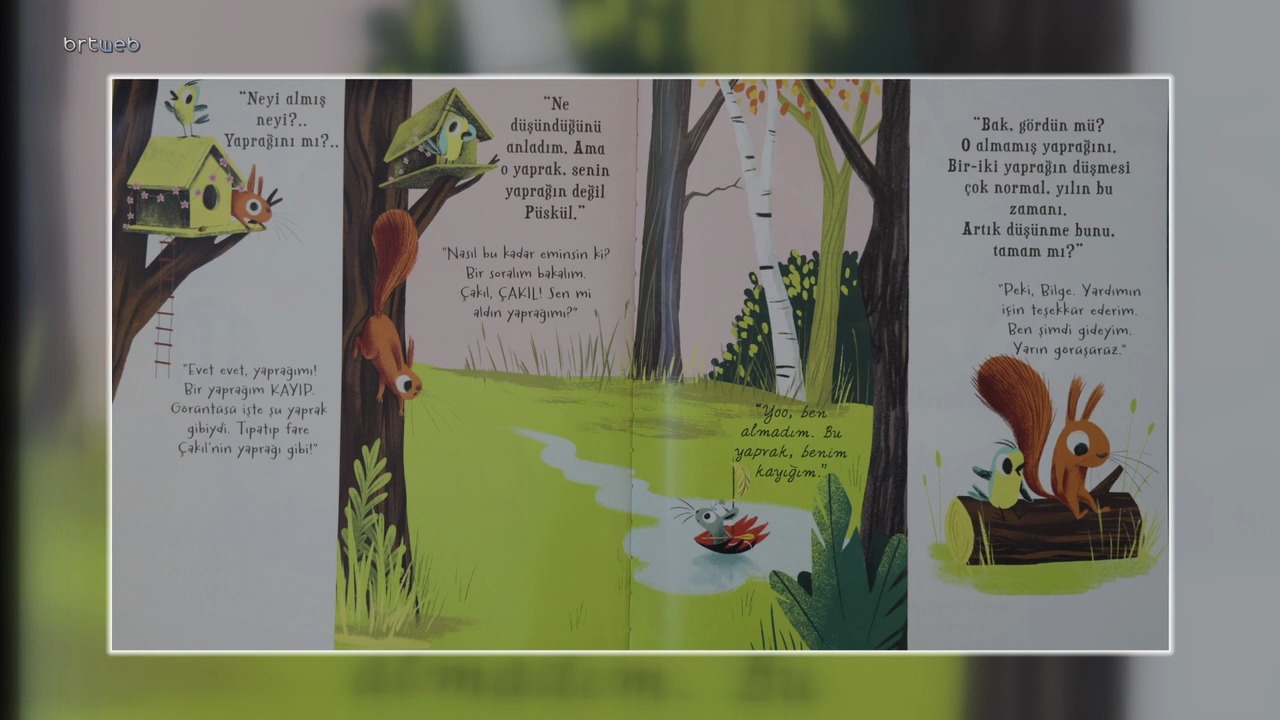 brtweb
"Neyi almış
neyi?..
Yaprağını mı?..
"Evet evet, yaprağımı!
Bir yaprağım KAYIP.
Görüntüsü işte şu yaprak
gibiydi. Tıpatıp fare
Çakıl'nin yaprağı gibi!"
"Ne
düşündüğünü
anladım. Ama
o yaprak, senin
yaprağın değil
Püskül."
"Nasıl bu kadar eminsin ki?
Bir soralım bakalım.
Çakıl, ÇAKIL! Sen mi
aldın yaprağımı?"
"Yoo, ben
almadım. Bu
yaprak, benim
kayığım."
"Bak, gördün mü?
O almamış yaprağını.
Bir-iki yaprağın düşmesi
çok normal, yılın bu
zamanı.
Artık düşünme bunu,
tamam mı?"
"Peki, Bilge. Yardımın
için teşekkür ederim.
Ben şimdi gideyim.
Yarın görüşürüz."